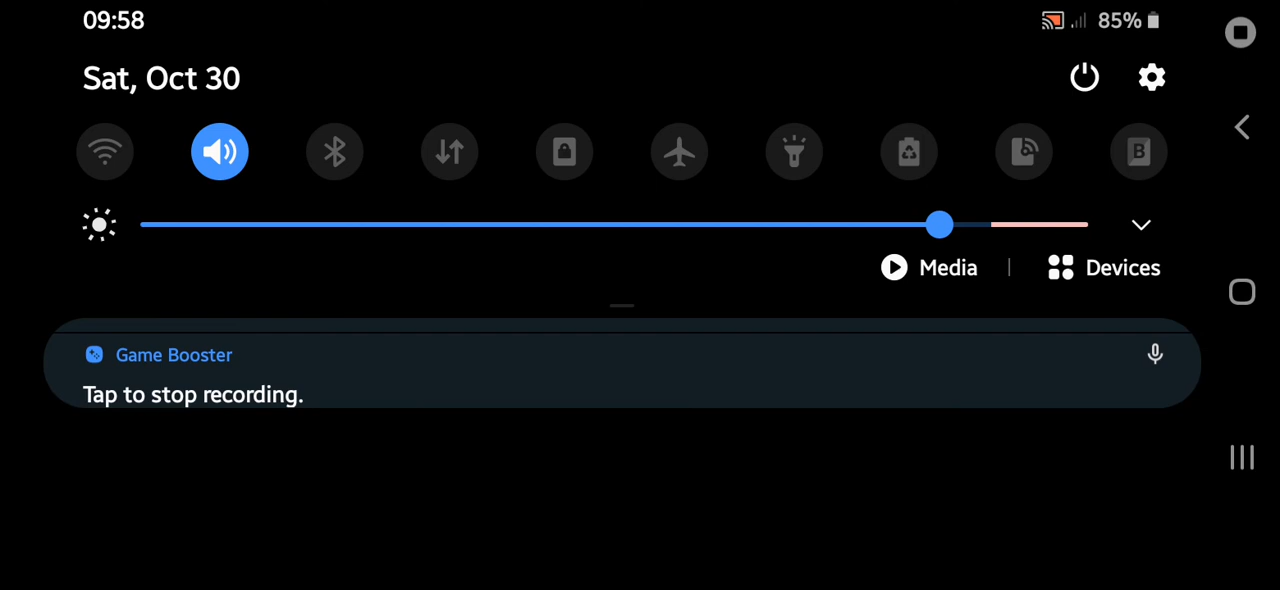 09:58
85%
Sat, Oct 30
B
Media
Devices
Game Booster
Tap to stop recording.